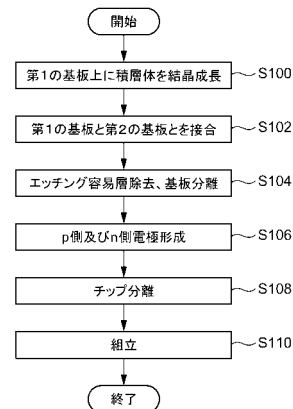 開始
第1の基板上に積層体を結晶成長 S100
第1の基板と第2の基板とを接合 S102
エッチング容易層除去、基板分離 S104
p側及びn側電極形成 S106
チップ分離 S108
組立 S110
終了